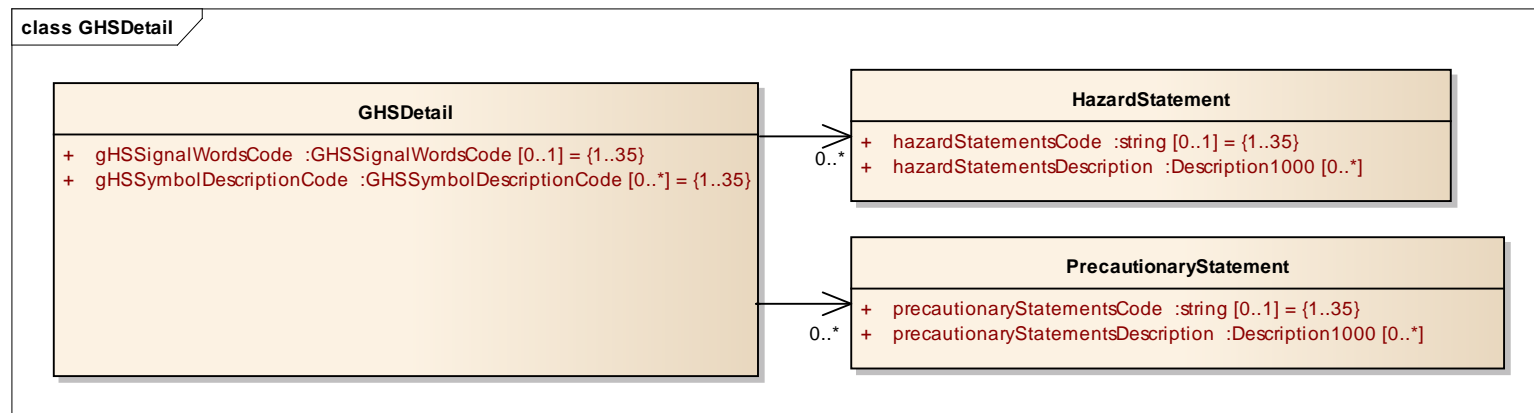 class GHSDetail
GHSDetail
+ gHSSignalWordsCode :GHSSignalWordsCode [0..1] = {1..35}
+ gHSSymbolDescriptionCode :GHSSymbolDescriptionCode [0..*] = {1..35}
0..*
HazardStatement
+ hazardStatementsCode :string [0..1] = {1..35}
+ hazardStatementsDescription :Description1000 [0..*]
0..*
PrecautionaryStatement
+ precautionaryStatementsCode :string [0..1] = {1..35}
+ precautionaryStatementsDescription :Description1000 [0..*]